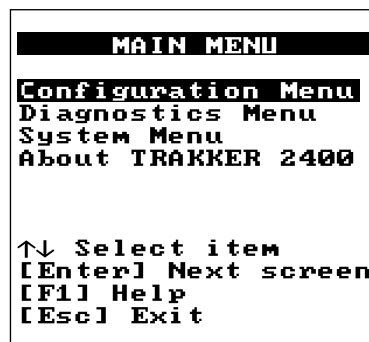 MAIN MENU
Configuration Menu
Diagnostics Menu
System Menu
About TRAKKER 2400
↑↓ Select item
[Enter] Next screen
[F1] Help
[Esc] Exit